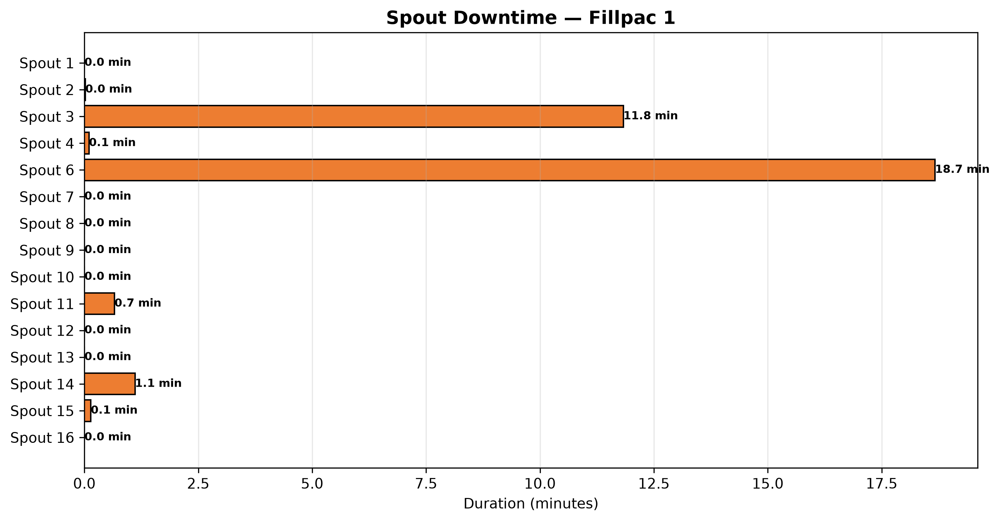 Spout Downtime — Fillpac 1
Spout 1 0.0 min
Spout 2 0.0 min
Spout 3 11.8 min
Spout 4 0.1 min
Spout 6 18.7 min
Spout 7 0.0 min
Spout 8 0.0 min
Spout 9 0.0 min
Spout 10 0.0 min
Spout 11 0.7 min
Spout 12 0.0 min
Spout 13 0.0 min
Spout 14 1.1 min
Spout 15 0.1 min
Spout 16 0.0 min
0.0 2.5 5.0 7.5 10.0 12.5 15.0 17.5
Duration (minutes)